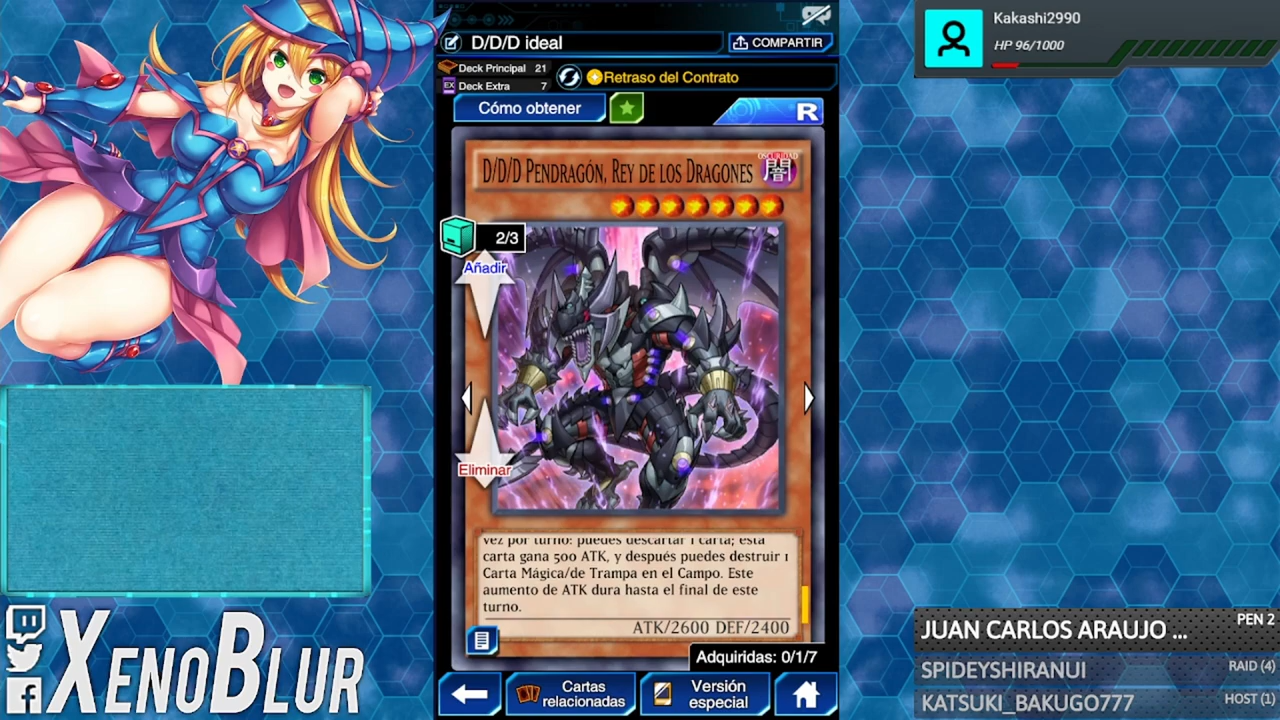 D/D/D ideal
COMPARTIR
Deck Principal 21
EX Deck Extra 7
Retraso del Contrato
Cómo obtener
R
D/D/D PENDRAGÓN, REY DE LOS DRAGONES
OSCURIDAD
闇
2/3
Añadir
Eliminar
vez por turno: puedes descartar 1 carta; esta
carta gana 500 ATK, y después puedes destruir 1
Carta Mágica/de Trampa en el Campo. Este
aumento de ATK dura hasta el final de este
turno.
ATK/2600 DEF/2400
Adquiridas: 0/1/7
Cartas
relacionadas
Versión
especial
Kakashi2990
HP 96/1000
XENOBLUR
JUAN CARLOS ARAUJO ...
PEN 2
SPIDEYSHIRANUI
RAID (4)
KATSUKI_BAKUGO777
HOST (1)